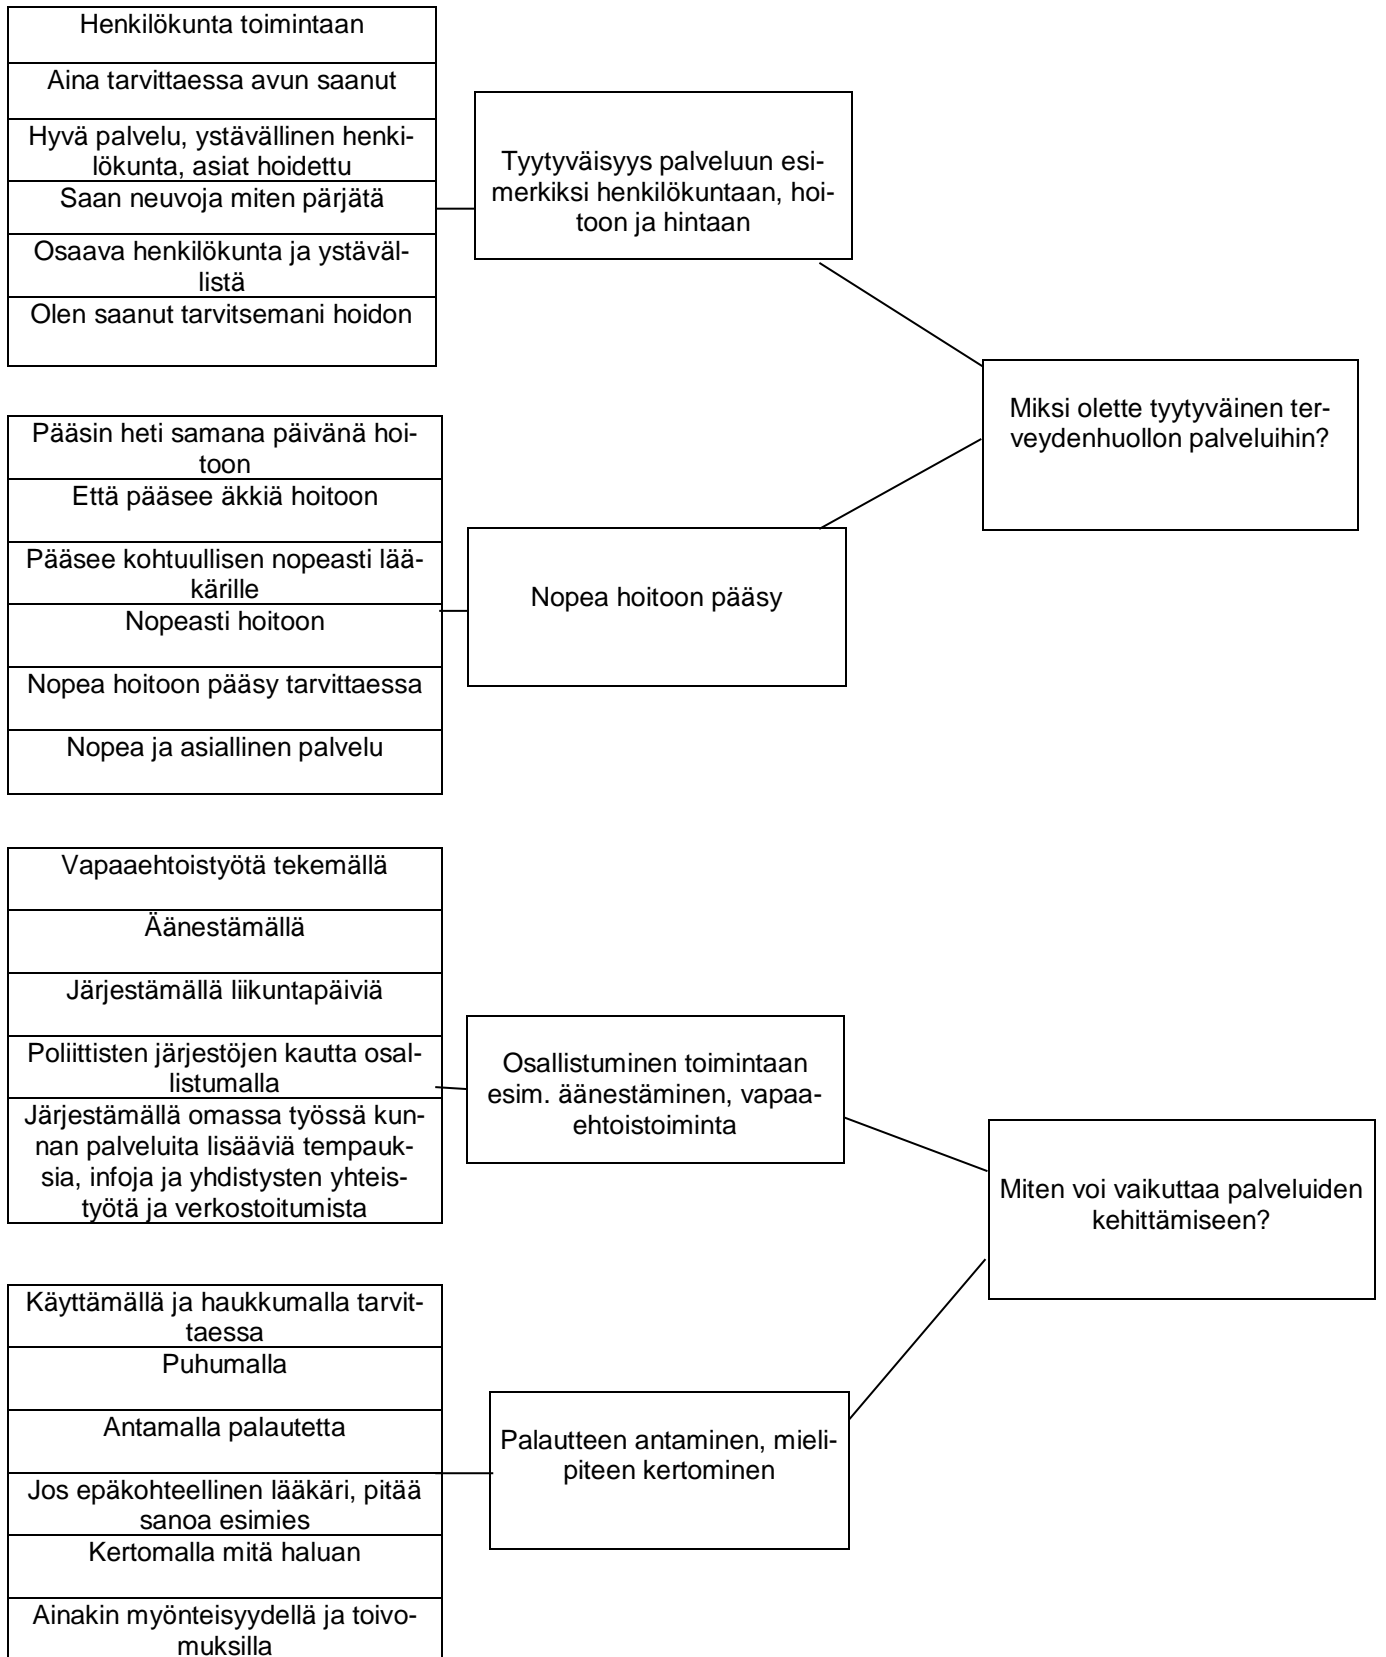 Henkilökunta toimintaan
Aina tarvittaessa avun saanut
Hyvä palvelu, ystävällinen henki-
lökunta, asiat hoidettu
Saan neuvoja miten pärjätä
Osaava henkilökunta ja ystäväl-
listä
Olen saanut tarvitsemani hoidon
Tyytyväisyys palveluun esi-
merkiksi henkilökuntaan, hoi-
toon ja hintaan
Pääsin heti samana päivänä hoi-
toon
Että pääsee äkkiä hoitoon
Pääsee kohtuullisen nopeasti lää-
kärille
Nopeasti hoitoon
Nopea hoitoon pääsy tarvittaessa
Nopea ja asiallinen palvelu
Nopea hoitoon pääsy
Miksi olette tyytyväinen ter-
veydenhuollon palveluihin?
Vapaaehtoistyötä tekemällä
Äänestämällä
Järjestämällä liikuntapäiviä
Poliittisten järjestöjen kautta osal-
listumalla
Järjestämällä omassa työssä kun-
nan palveluita lisääviä tempauk-
sia, infoja ja yhdistysten yhteis-
työtä ja verkostoitumista
Osallistuminen toimintaan
esim. äänestäminen, vapaa-
ehtoistoiminta
Käyttämällä ja haukkumalla tarvit-
taessa
Puhumalla
Antamalla palautetta
Jos epäkohteellinen lääkäri, pitää
sanoa esimies
Kertomalla mitä haluan
Ainakin myönteisyydellä ja toivo-
muksilla
Palautteen antaminen, mieli-
piteen kertominen
Miten voi vaikuttaa palveluiden
kehittämiseen?